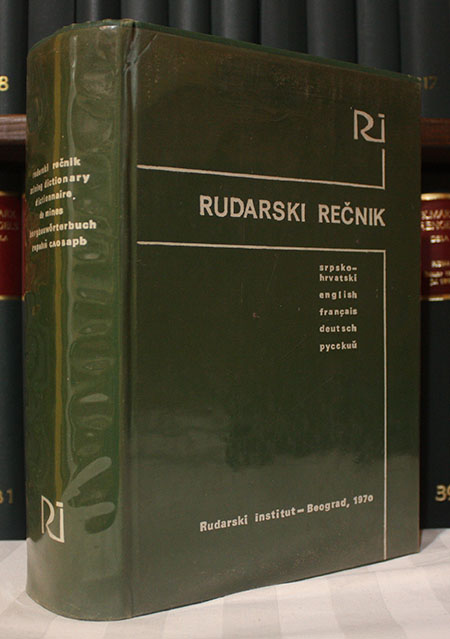 rudarski rečnik
mining dictionary
dictionnaire
de mines
bergbauwörterbuch
горный словарь
RI
RI
RUDARSKI REČNIK
srpsko-
hrvatski
english
français
deutsch
русский
Rudarski institut – Beograd, 1970